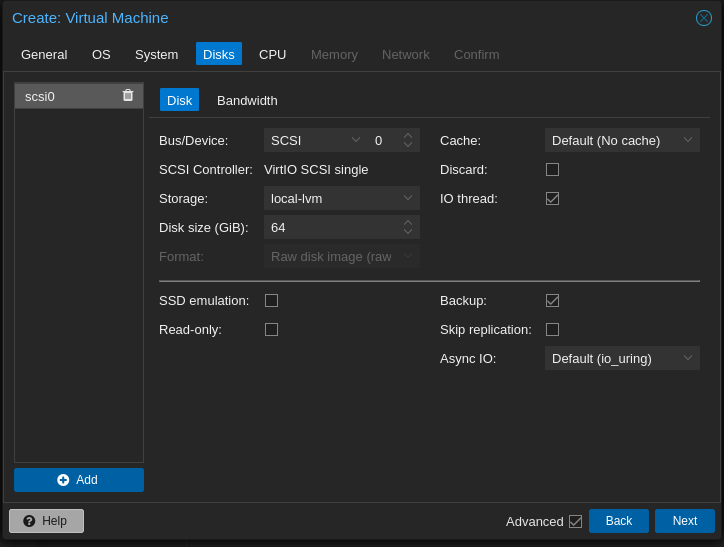 Create: Virtual Machine
General OS System Disks CPU Memory Network Confirm
scsi0
Disk Bandwidth
Bus/Device: SCSI 0 Cache: Default (No cache)
SCSI Controller: VirtIO SCSI single Discard:
Storage: local-lvm IO thread:
Disk size (GiB): 64
Format: Raw disk image (raw
SSD emulation: Backup:
Read-only: Skip replication:
Async IO: Default (io_uring)
Add
Help Advanced Back Next